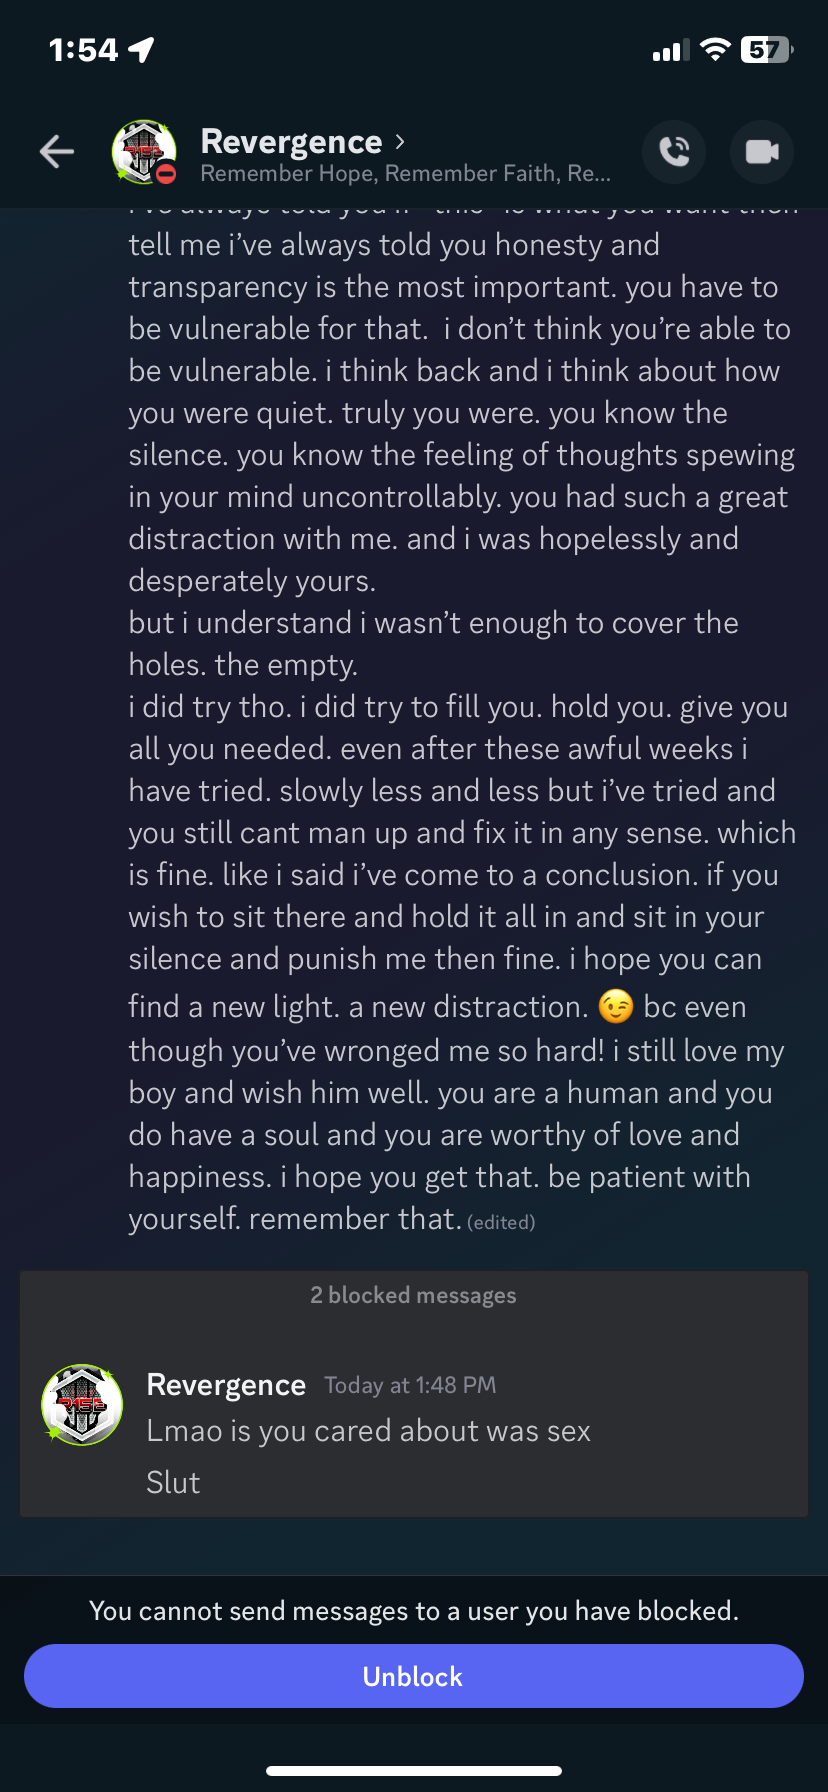 1:54
57
Revergence
Remember Hope, Remember Faith, Re...
i've always told you if "this" is what you want then
tell me i've always told you honesty and
transparency is the most important. you have to
be vulnerable for that.  i don't think you're able to
be vulnerable. i think back and i think about how
you were quiet. truly you were. you know the
silence. you know the feeling of thoughts spewing
in your mind uncontrollably. you had such a great
distraction with me. and i was hopelessly and
desperately yours.
but i understand i wasn't enough to cover the
holes. the empty.
i did try tho. i did try to fill you. hold you. give you
all you needed. even after these awful weeks i
have tried. slowly less and less but i've tried and
you still cant man up and fix it in any sense. which
is fine. like i said i've come to a conclusion. if you
wish to sit there and hold it all in and sit in your
silence and punish me then fine. i hope you can
find a new light. a new distraction. 😉 bc even
though you've wronged me so hard! i still love my
boy and wish him well. you are a human and you
do have a soul and you are worthy of love and
happiness. i hope you get that. be patient with
yourself. remember that. (edited)
2 blocked messages
Revergence Today at 1:48 PM
Lmao is you cared about was sex
Slut
You cannot send messages to a user you have blocked.
Unblock